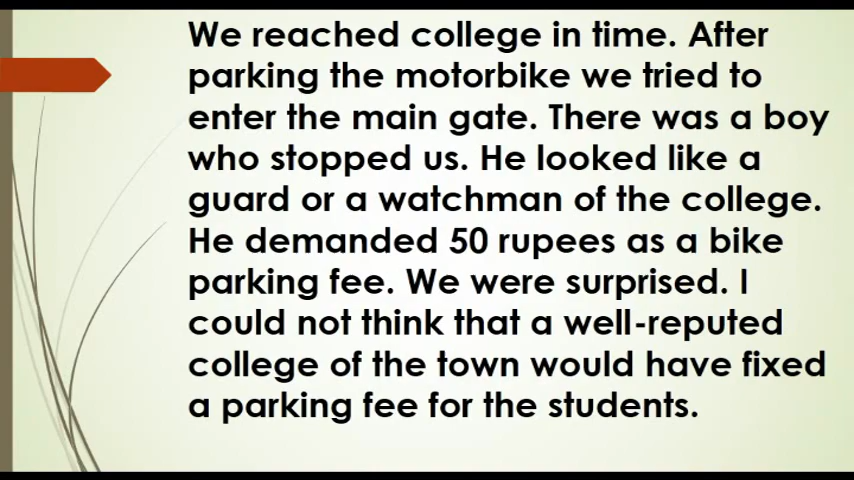 We reached college in time. After
parking the motorbike we tried to
enter the main gate. There was a boy
who stopped us. He looked like a
guard or a watchman of the college.
He demanded 50 rupees as a bike
parking fee. We were surprised. I
could not think that a well-reputed
college of the town would have fixed
a parking fee for the students.